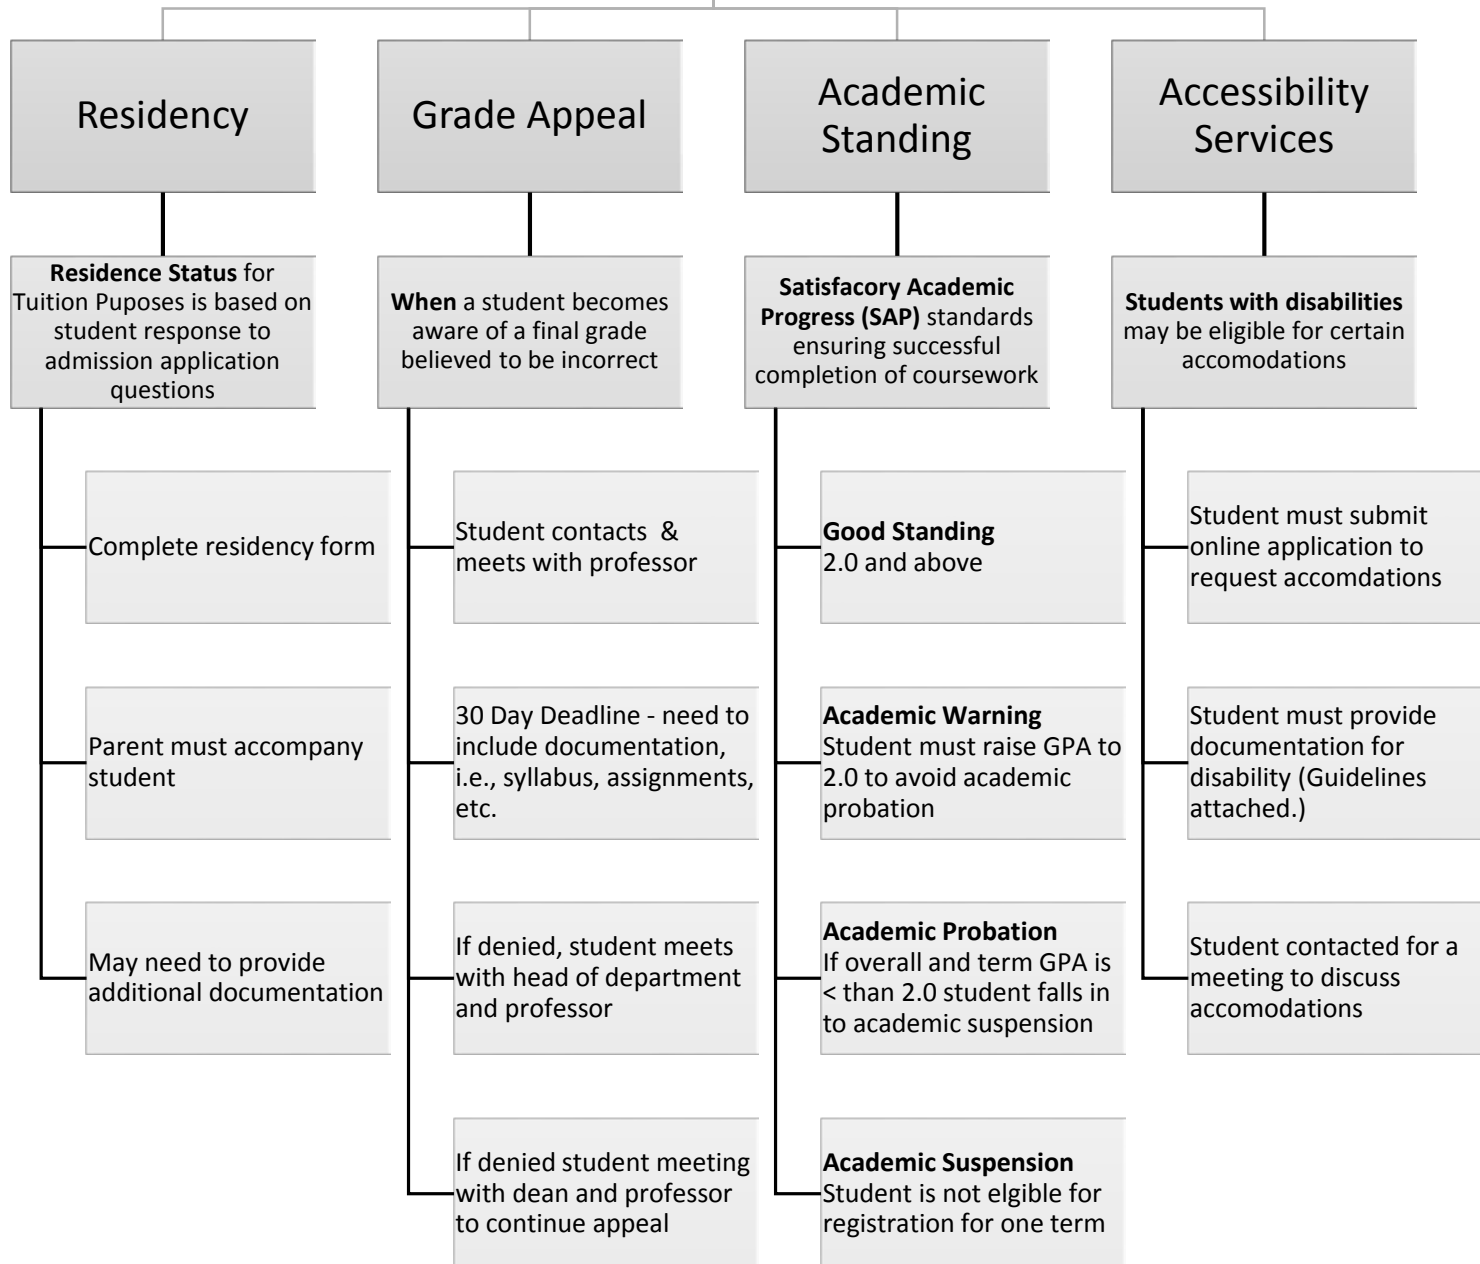 Residency
Residence Status for
Tuition Puposes is based on
student response to
admission application
questions
Complete residency form
Parent must accompany
student
May need to provide
additional documentation
Grade Appeal
When a student becomes
aware of a final grade
believed to be incorrect
Student contacts  &
meets with professor
30 Day Deadline - need to
include documentation,
i.e., syllabus, assignments,
etc.
If denied, student meets
with head of department
and professor
If denied student meeting
with dean and professor
to continue appeal
Academic
Standing
Satisfacory Academic
Progress (SAP) standards
ensuring successful
completion of coursework
Good Standing
2.0 and above
Academic Warning
Student must raise GPA to
2.0 to avoid academic
probation
Academic Probation
If overall and term GPA is
< than 2.0 student falls in
to academic suspension
Academic Suspension
Student is not elgible for
registration for one term
Accessibility
Services
Students with disabilities
may be eligible for certain
accomodations
Student must submit
online application to
request accomdations
Student must provide
documentation for
disability (Guidelines
attached.)
Student contacted for a
meeting to discuss
accomodations